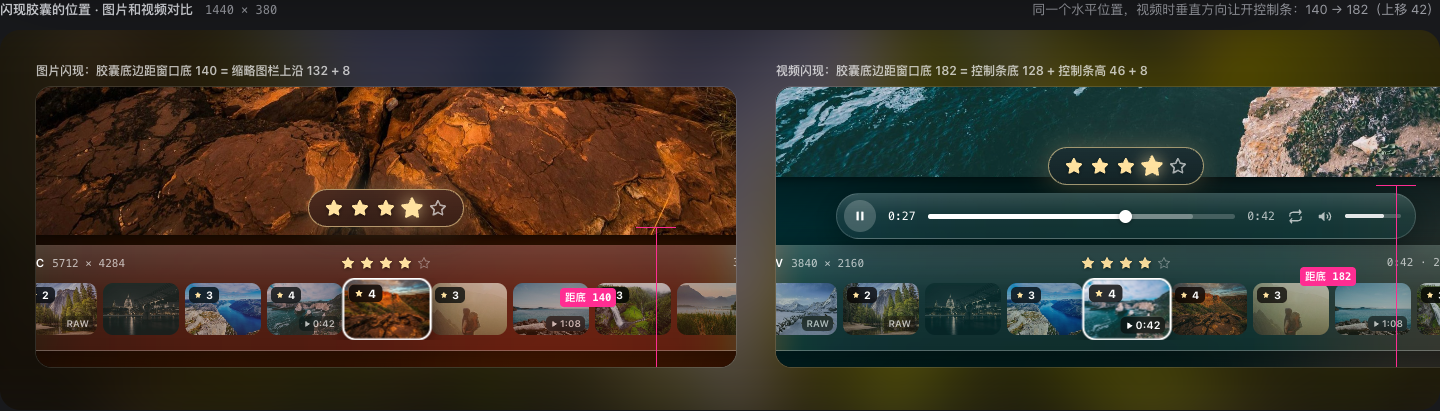 闪现胶囊的位置 · 图片和视频对比 1440 × 380
同一个水平位置，视频时垂直方向让开控制条：140 → 182（上移 42）
图片闪现：胶囊底边距窗口底 140 = 缩略图栏上沿 132 + 8
C 5712 × 4284
2
RAW
3
4
0:42
4
3
1:08
距底 140
3
视频闪现：胶囊底边距窗口底 182 = 控制条底 128 + 控制条高 46 + 8
0:27
0:42
V 3840 × 2160
0:42 · 2
距底 182
RAW
2
RAW
3
4
0:42
4
3
1:08